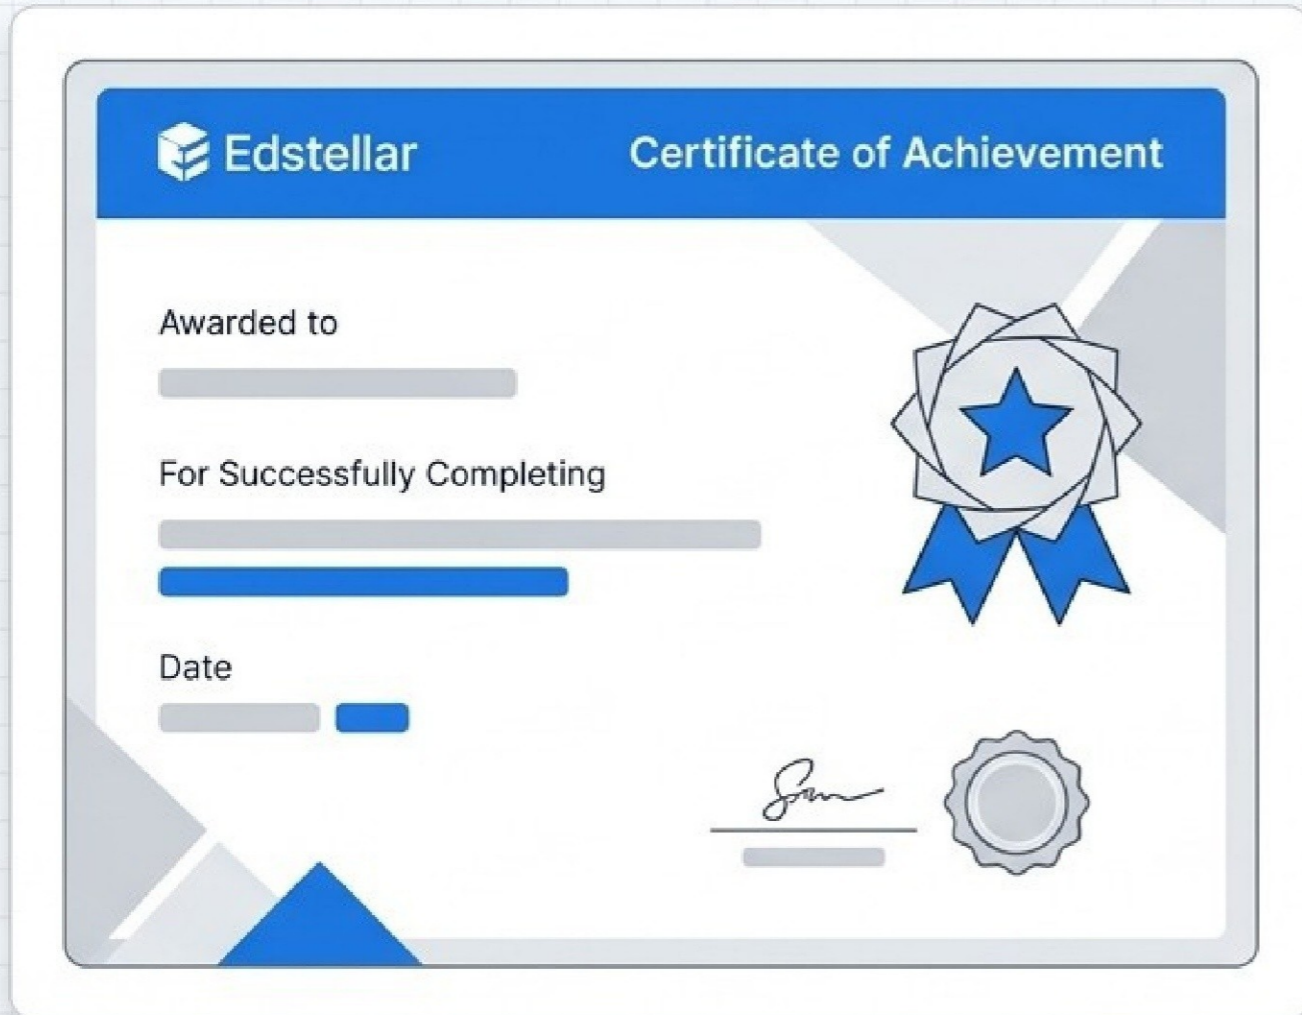 Edstellar
Certificate of Achievement
Awarded to
For Successfully Completing
Date